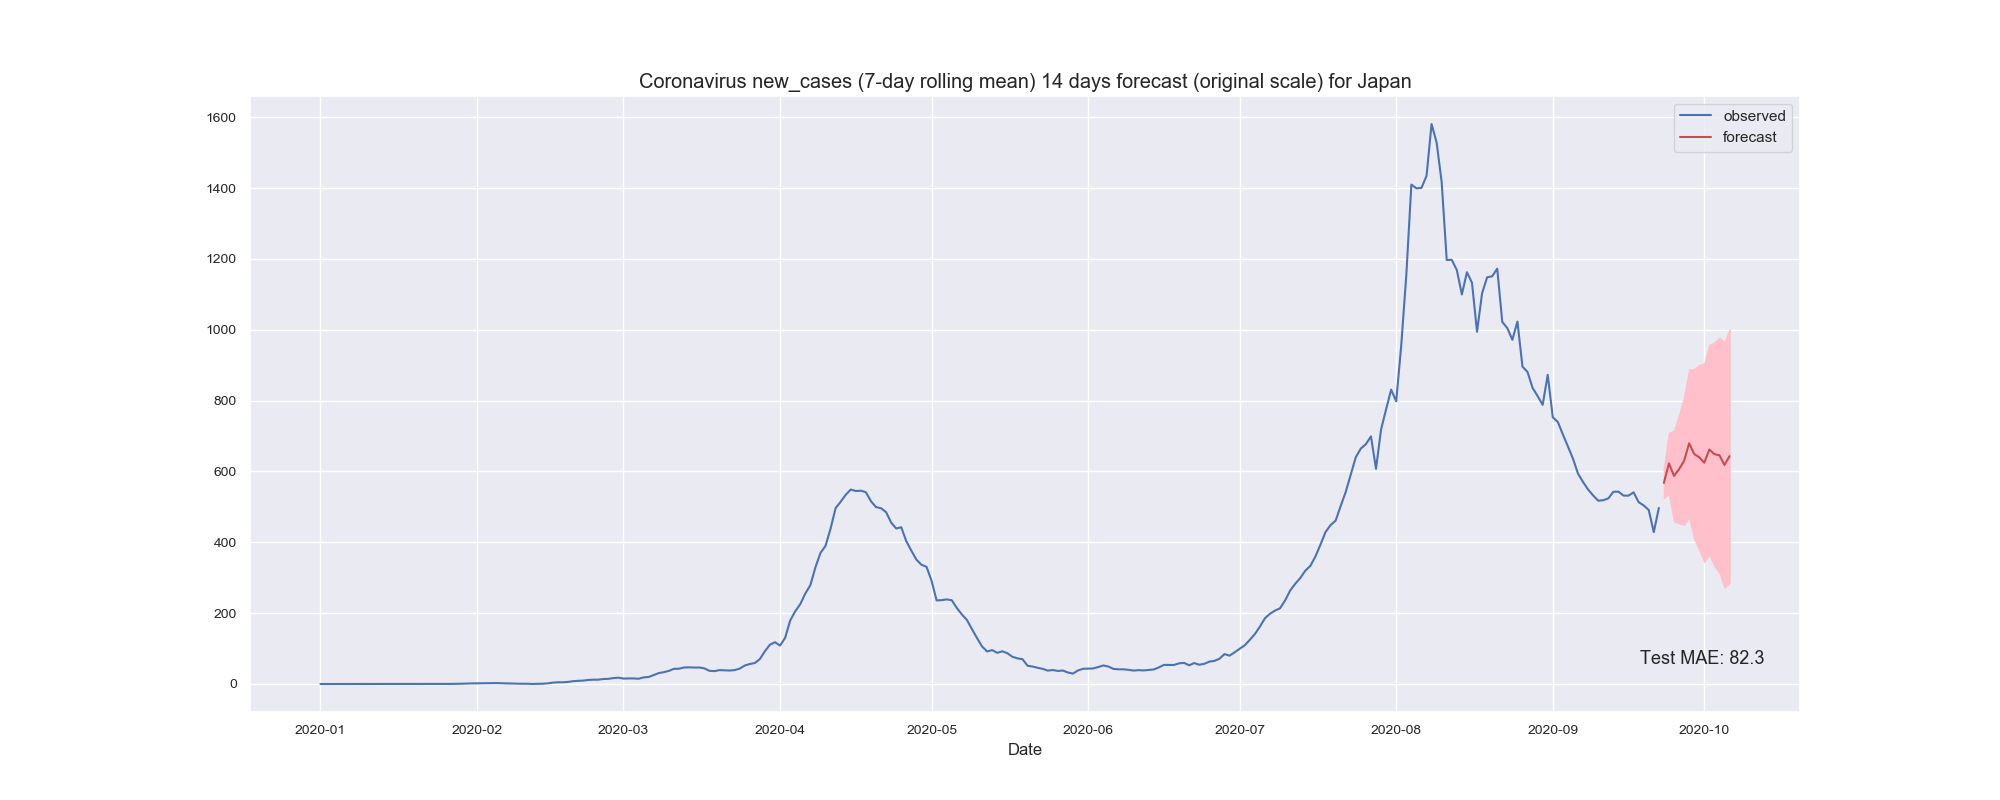 Coronavirus new_cases (7-day rolling mean) 14 days forecast (original scale) for Japan
observed
forecast
1600
1400
1200
1000
800
600
400
200
0
Test MAE: 82.3
2020-01 2020-02 2020-03 2020-04 2020-05 2020-06 2020-07 2020-08 2020-09 2020-10
Date